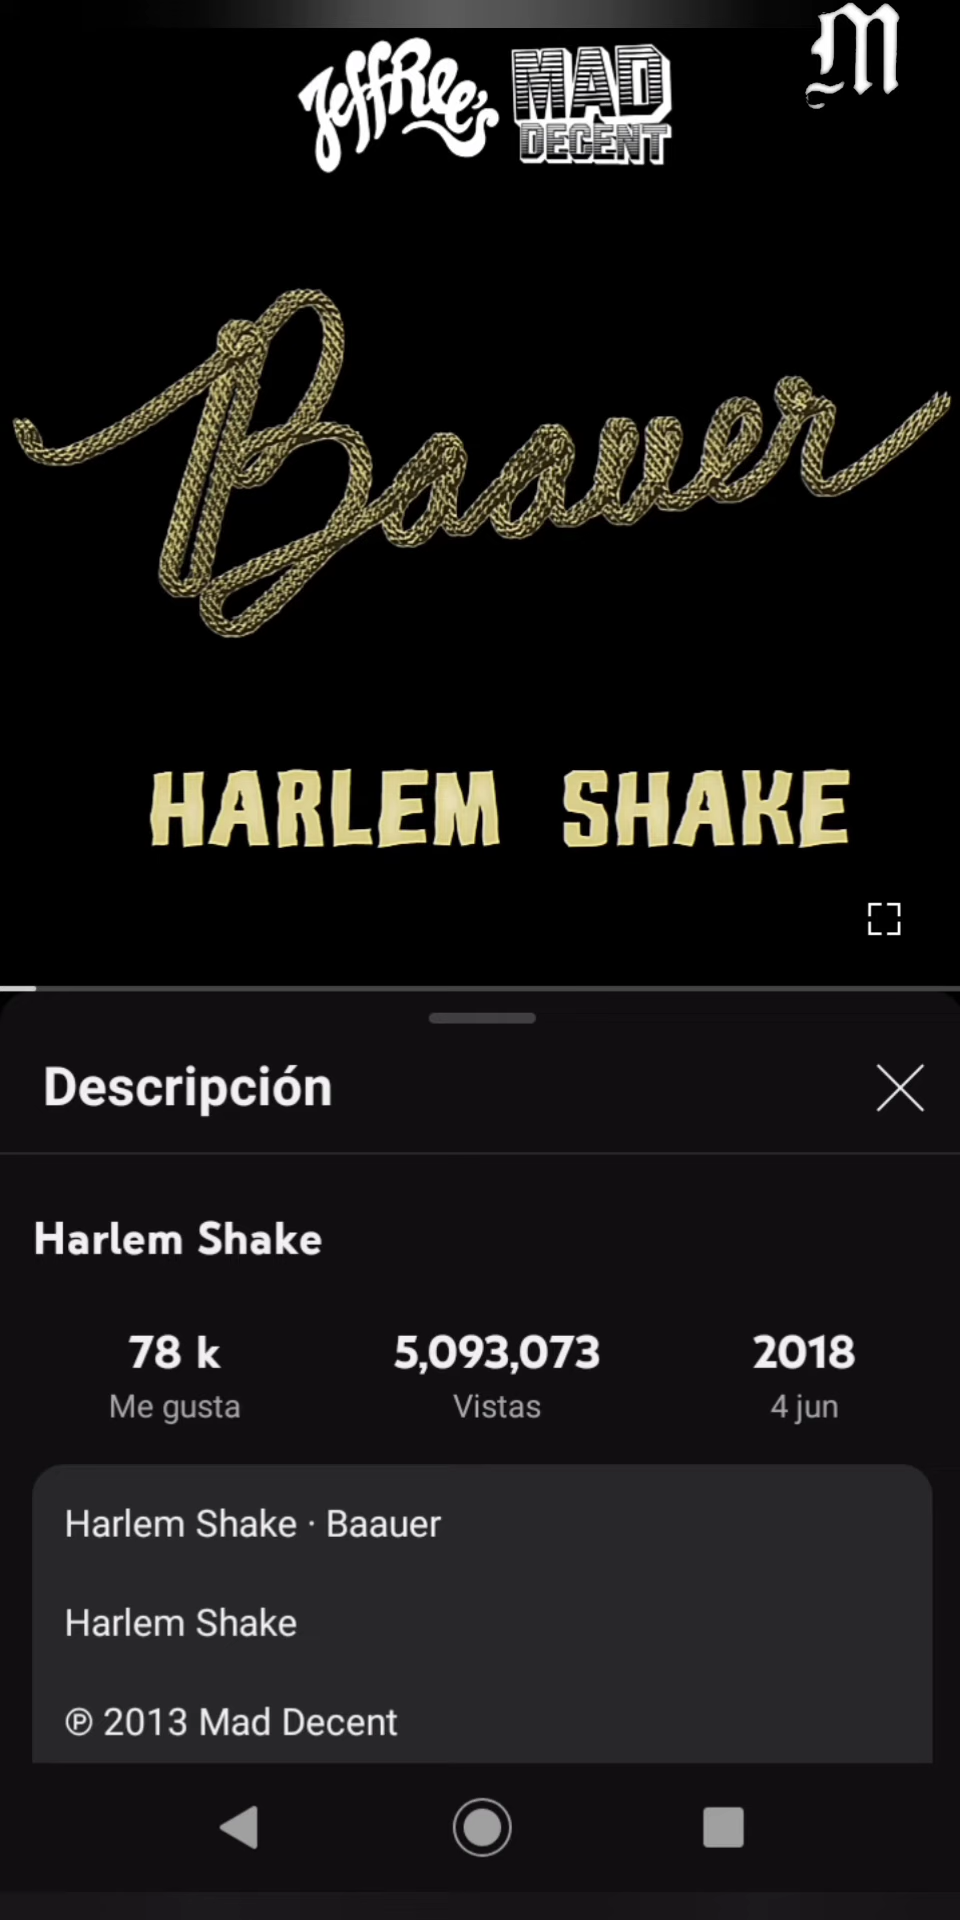 Jeffree's MAD DECENT
M
Baauer
HARLEM SHAKE
Descripción
Harlem Shake
78 k 5,093,073 2018
Me gusta Vistas 4 jun
Harlem Shake · Baauer
Harlem Shake
℗ 2013 Mad Decent